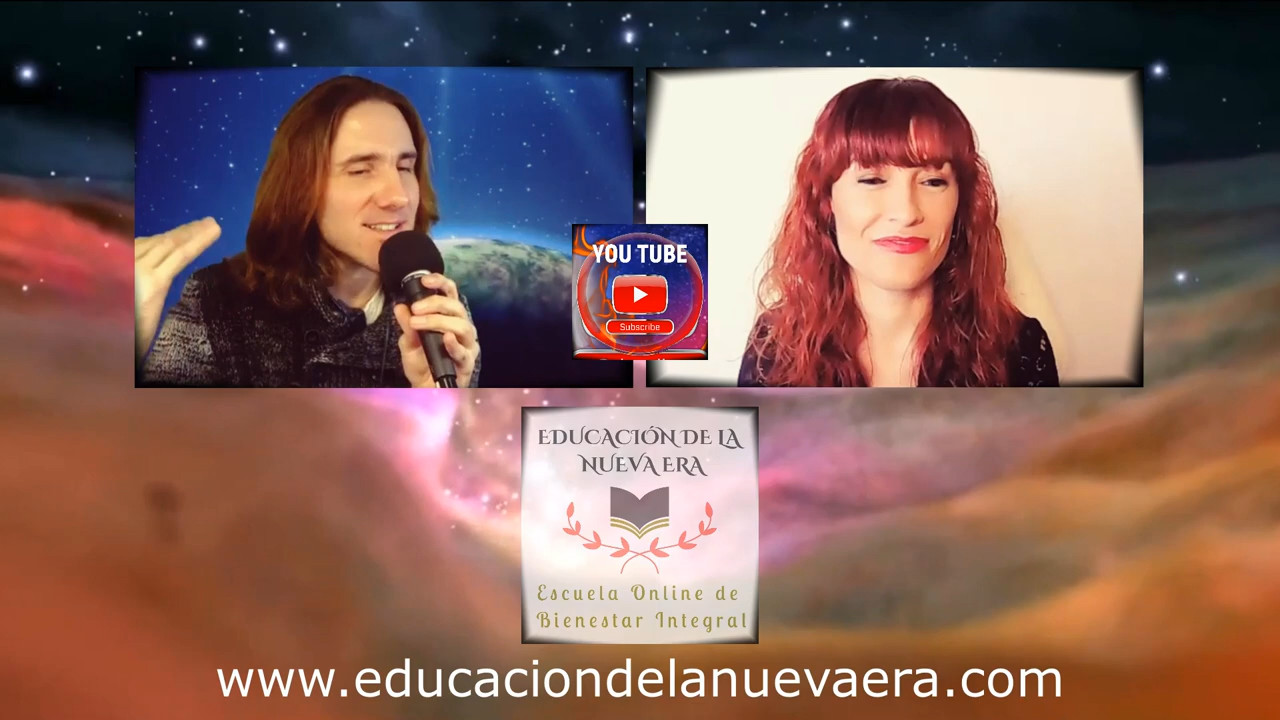 YOU TUBE
Subscribe
EDUCACIÓN DE LA
NUEVA ERA
Escuela Online de
Bienestar Integral
www.educaciondelanuevaera.com